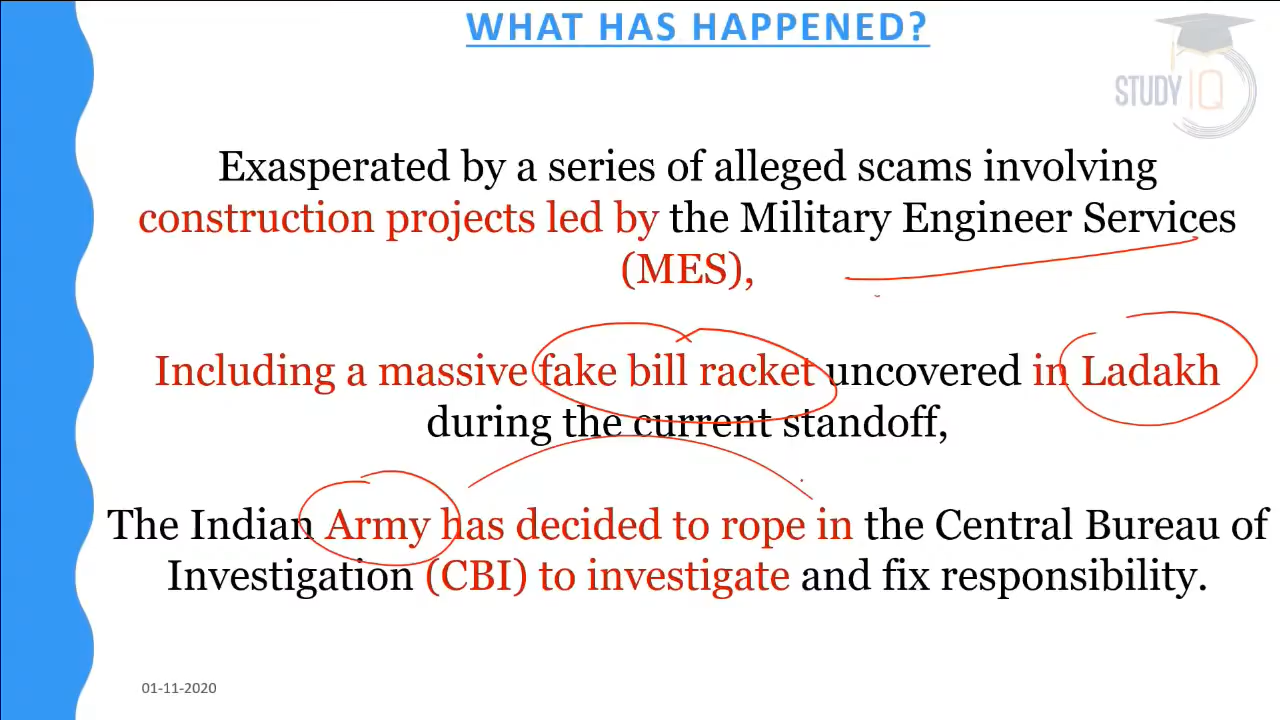 WHAT HAS HAPPENED?
STUDY IQ
Exasperated by a series of alleged scams involving
construction projects led by the Military Engineer Services
(MES),
Including a massive fake bill racket uncovered in Ladakh
during the current standoff,
The Indian Army has decided to rope in the Central Bureau of
Investigation (CBI) to investigate and fix responsibility.
01-11-2020